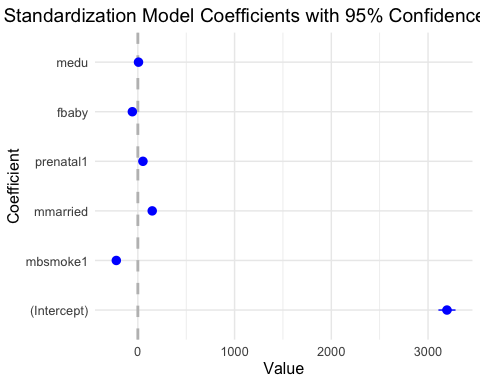 Standardization Model Coefficients with 95% Confidence
medu
fbaby
prenatal1
mmarried
mbsmoke1
(Intercept)
Coefficient
0 1000 2000 3000
Value